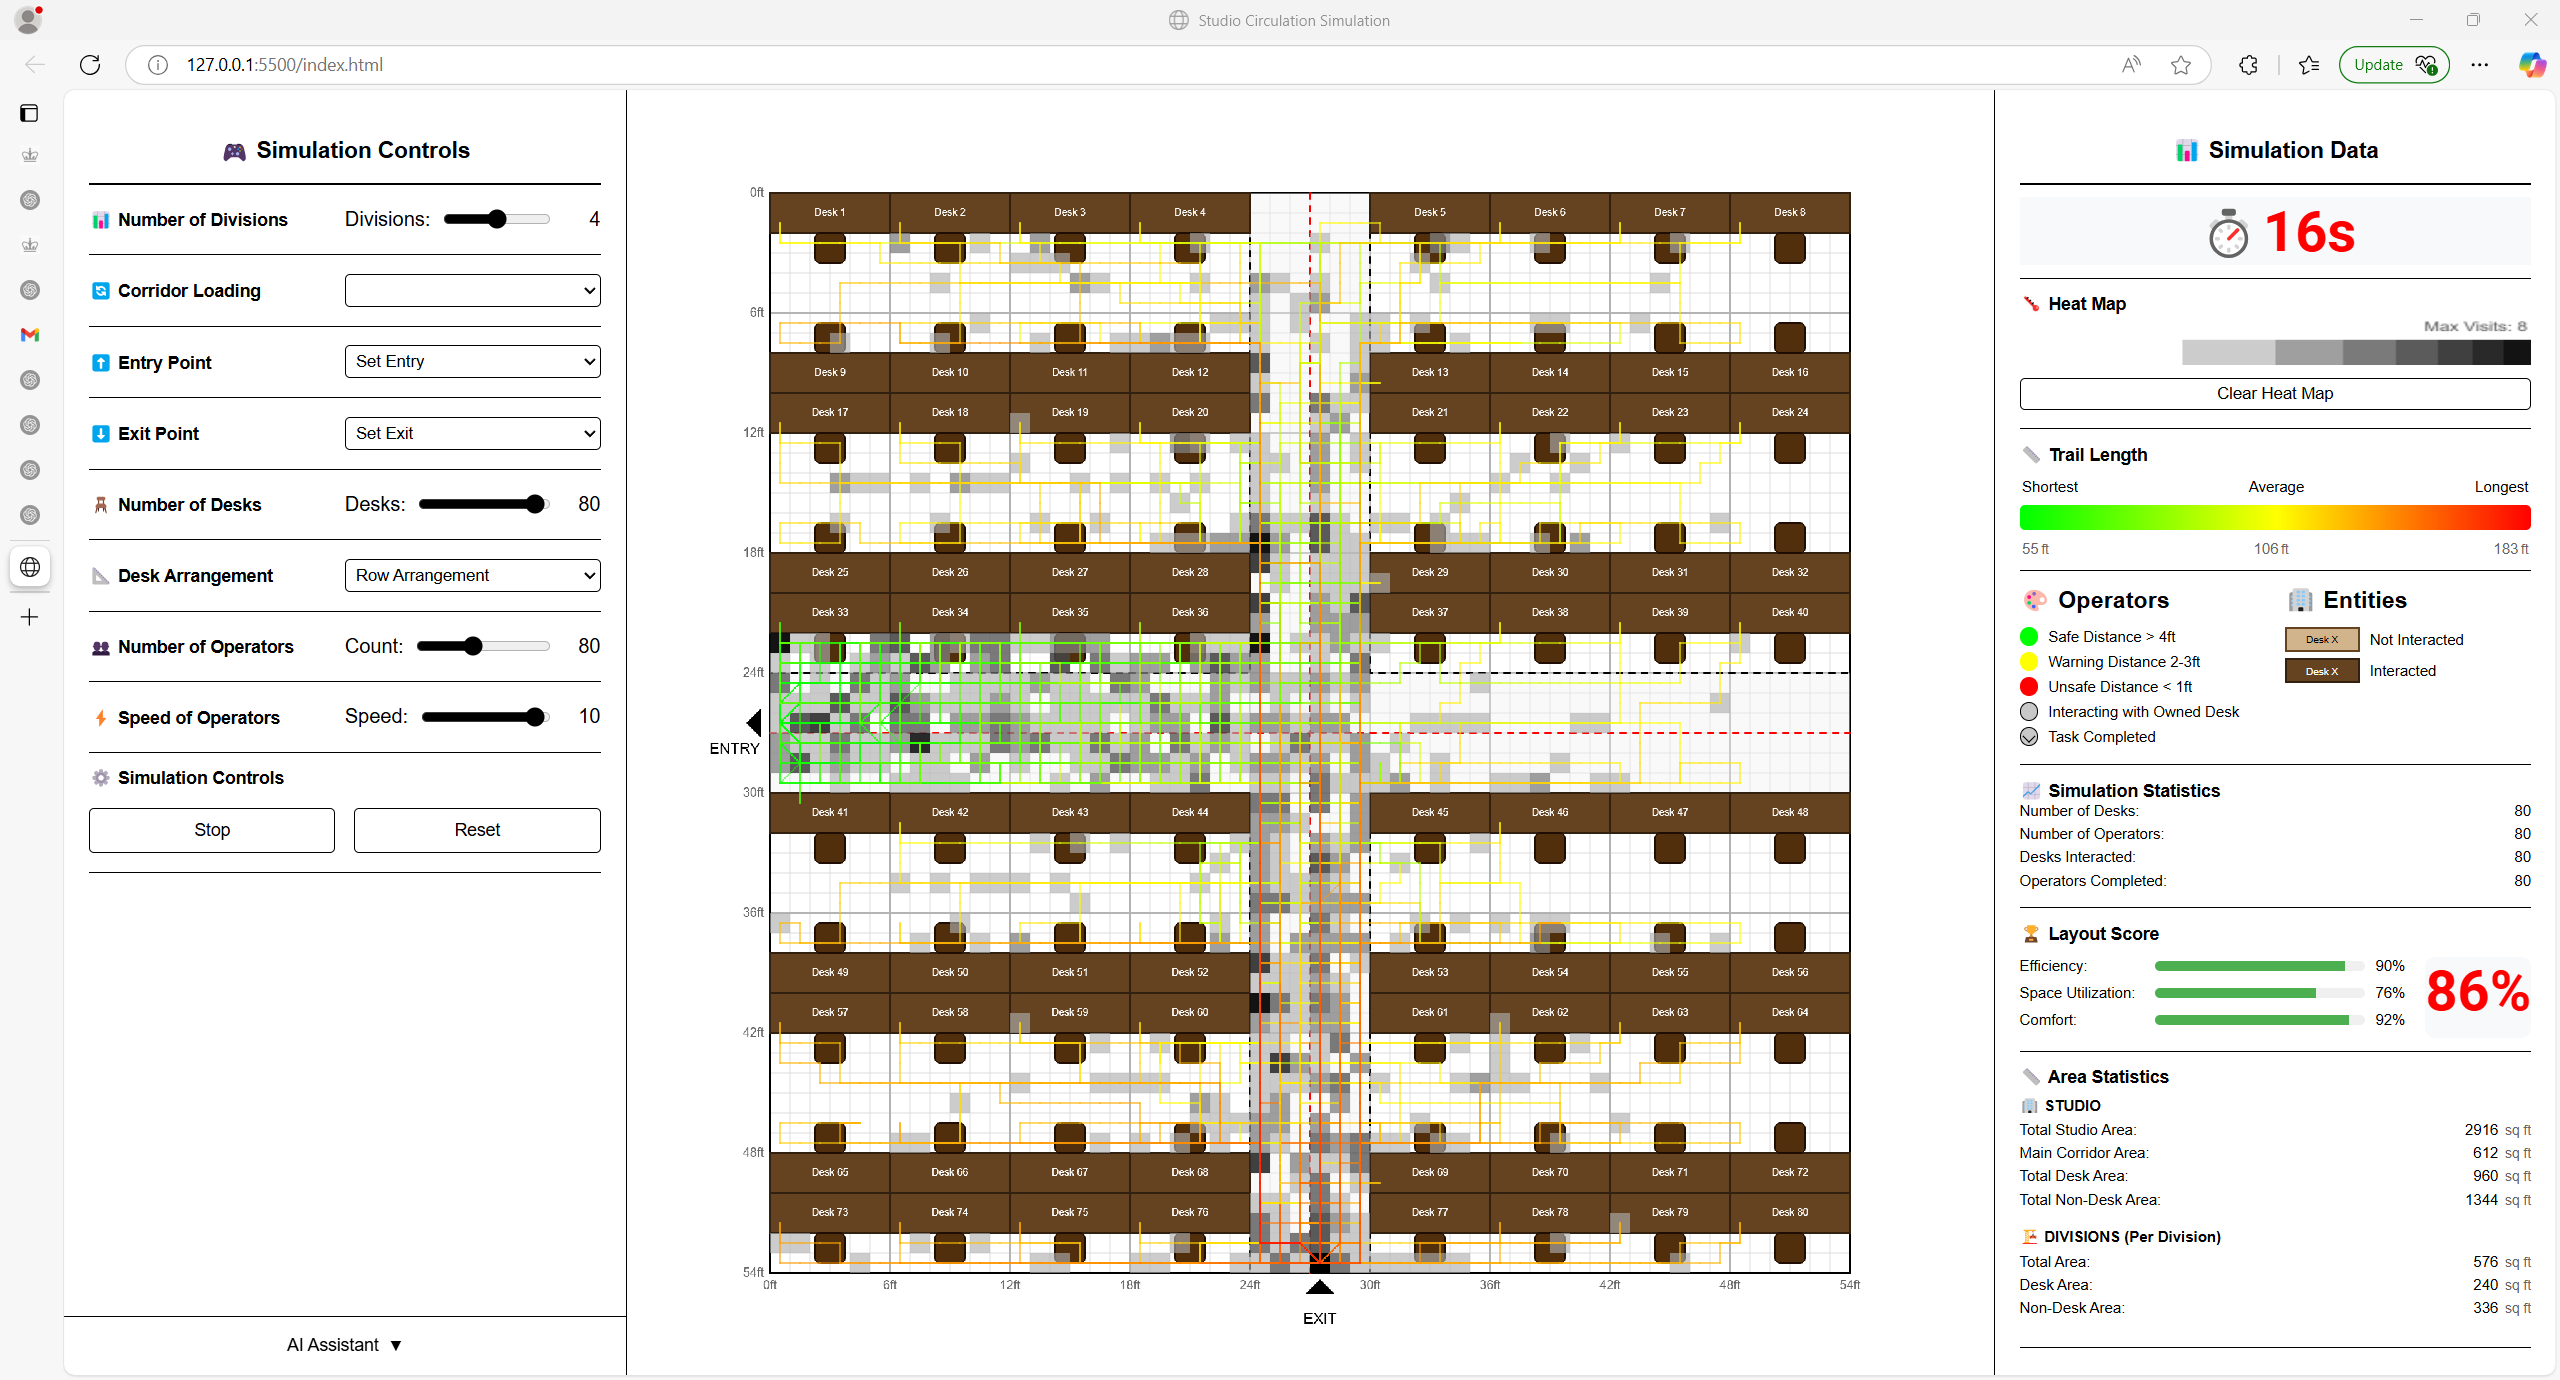 Studio Circulation Simulation
127.0.0.1:5500/index.html
Update
Simulation Controls
Number of Divisions Divisions: 4
Corridor Loading
Entry Point Set Entry
Exit Point Set Exit
Number of Desks Desks: 80
Desk Arrangement Row Arrangement
Number of Operators Count: 80
Speed of Operators Speed: 10
Simulation Controls
Stop Reset
AI Assistant ▼
0ft
Desk 1 Desk 2 Desk 3 Desk 4 Desk 5 Desk 6 Desk 7 Desk 8
6ft
Desk 9 Desk 10 Desk 11 Desk 12 Desk 13 Desk 14 Desk 15 Desk 16
Desk 17 Desk 18 Desk 19 Desk 20 Desk 21 Desk 22 Desk 23 Desk 24
12ft
18ft
Desk 25 Desk 26 Desk 27 Desk 28 Desk 29 Desk 30 Desk 31 Desk 32
Desk 33 Desk 34 Desk 35 Desk 36 Desk 37 Desk 38 Desk 39 Desk 40
24ft
ENTRY
30ft
Desk 41 Desk 42 Desk 43 Desk 44 Desk 45 Desk 46 Desk 47 Desk 48
36ft
Desk 49 Desk 50 Desk 51 Desk 52 Desk 53 Desk 54 Desk 55 Desk 56
Desk 57 Desk 58 Desk 59 Desk 60 Desk 61 Desk 62 Desk 63 Desk 64
42ft
48ft
Desk 65 Desk 66 Desk 67 Desk 68 Desk 69 Desk 70 Desk 71 Desk 72
Desk 73 Desk 74 Desk 75 Desk 76 Desk 77 Desk 78 Desk 79 Desk 80
54ft
0ft 6ft 12ft 18ft 24ft 30ft 36ft 42ft 48ft 54ft
EXIT
Simulation Data
16s
Heat Map
Max Visits: 8
Clear Heat Map
Trail Length
Shortest Average Longest
55 ft 106 ft 183 ft
Operators
Safe Distance > 4ft
Warning Distance 2-3ft
Unsafe Distance < 1ft
Interacting with Owned Desk
Task Completed
Entities
Desk X Not Interacted
Desk X Interacted
Simulation Statistics
Number of Desks: 80
Number of Operators: 80
Desks Interacted: 80
Operators Completed: 80
Layout Score
Efficiency: 90%
Space Utilization: 76%
Comfort: 92%
86%
Area Statistics
STUDIO
Total Studio Area: 2916 sq ft
Main Corridor Area: 612 sq ft
Total Desk Area: 960 sq ft
Total Non-Desk Area: 1344 sq ft
DIVISIONS (Per Division)
Total Area: 576 sq ft
Desk Area: 240 sq ft
Non-Desk Area: 336 sq ft